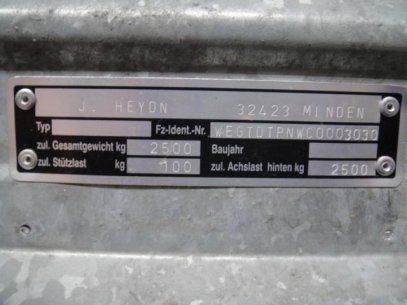 J. HEYDN 32423 MINDEN
Typ Fz-Ident.-Nr. WEGTDTPNWC0003030
zul. Gesamtgewicht kg 2500 Baujahr
zul. Stützlast kg 100 zul. Achslast hinten kg 2500